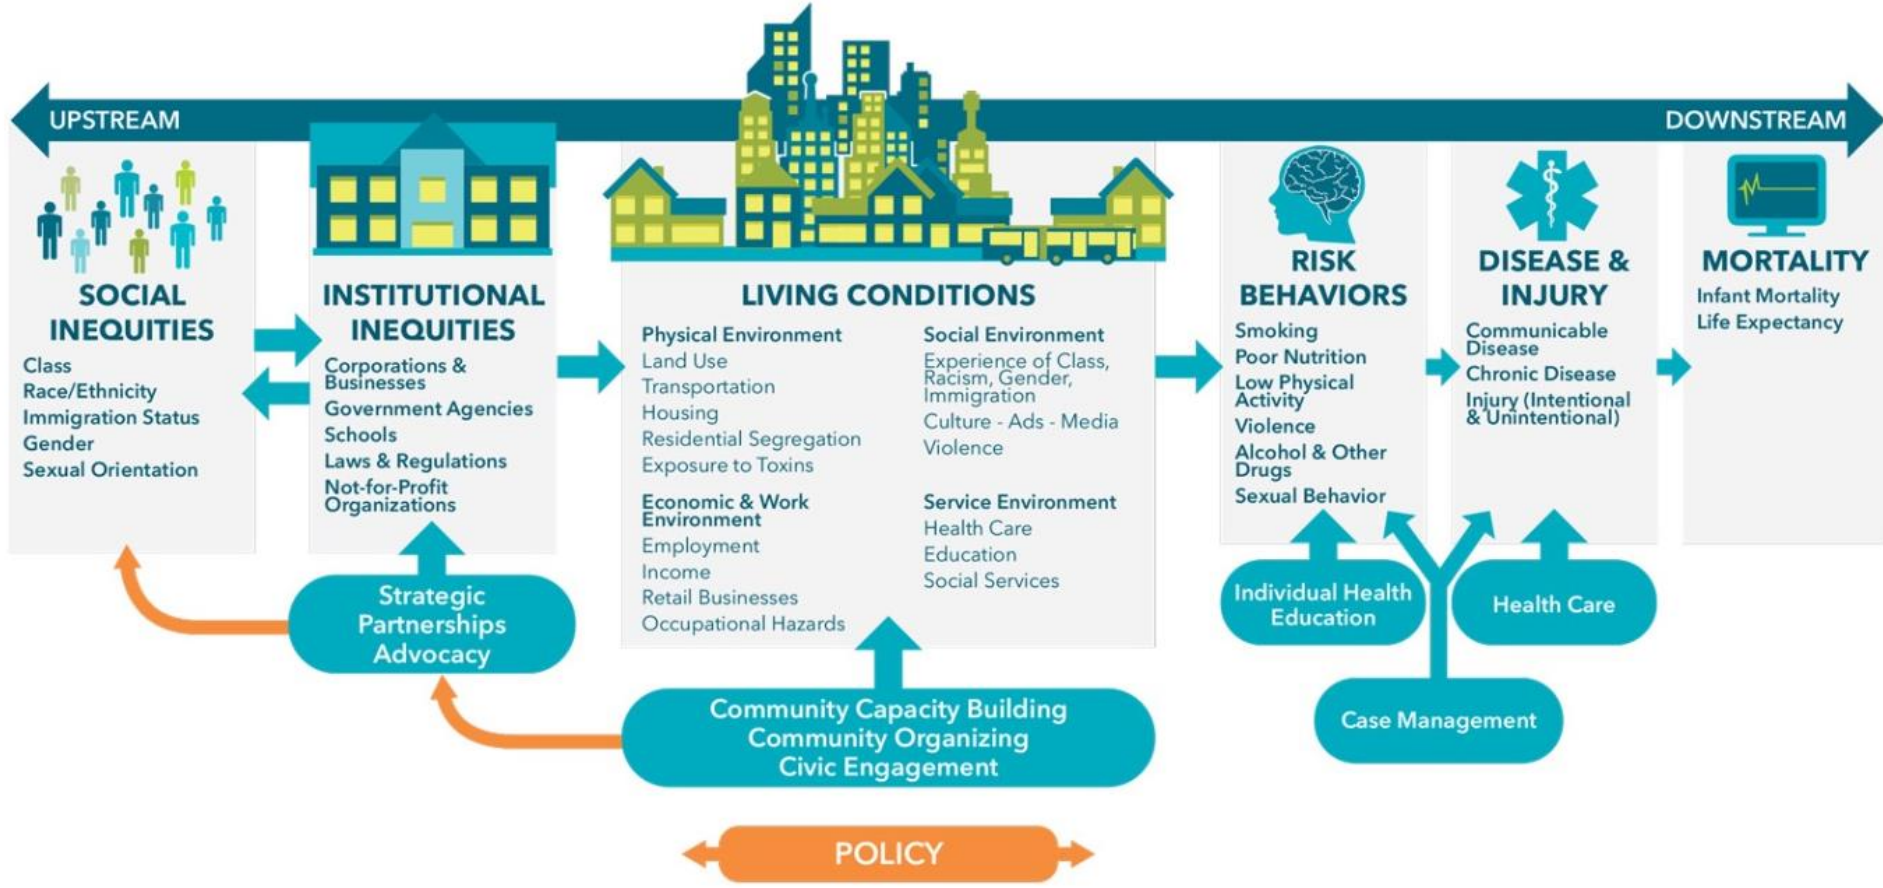 UPSTREAM
DOWNSTREAM
SOCIAL
INEQUITIES
Class
Race/Ethnicity
Immigration Status
Gender
Sexual Orientation
INSTITUTIONAL
INEQUITIES
Corporations &
Businesses
Government Agencies
Schools
Laws & Regulations
Not-for-Profit
Organizations
LIVING CONDITIONS
Physical Environment
Land Use
Transportation
Housing
Residential Segregation
Exposure to Toxins
Economic & Work
Environment
Employment
Income
Retail Businesses
Occupational Hazards
Social Environment
Experience of Class,
Racism, Gender,
Immigration
Culture - Ads - Media
Violence
Service Environment
Health Care
Education
Social Services
RISK
BEHAVIORS
Smoking
Poor Nutrition
Low Physical
Activity
Violence
Alcohol & Other
Drugs
Sexual Behavior
DISEASE &
INJURY
Communicable
Disease
Chronic Disease
Injury (Intentional
& Unintentional)
MORTALITY
Infant Mortality
Life Expectancy
Strategic
Partnerships
Advocacy
Community Capacity Building
Community Organizing
Civic Engagement
Individual Health
Education
Health Care
Case Management
POLICY